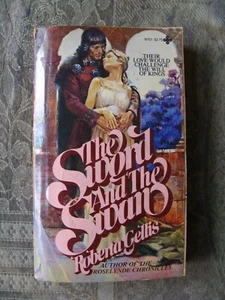 THEIR
LOVE WOULD
CHALLENGE
THE WILL
OF KINGS
The
Sword
And The
Swan
Roberta Gellis
AUTHOR OF THE
ROSELYNDE CHRONICLES